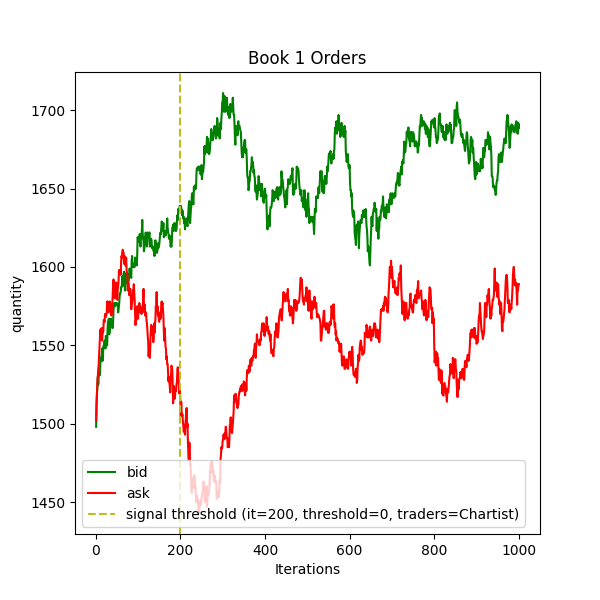 Book 1 Orders
1700
1650
1600
1550
1500
1450
quantity
bid
ask
signal threshold (it=200, threshold=0, traders=Chartist)
0 200 400 600 800 1000
Iterations